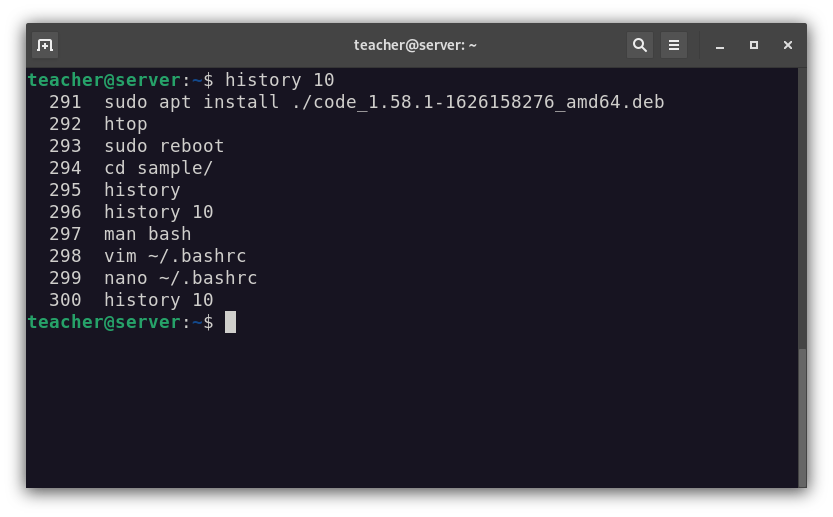 teacher@server: ~
teacher@server:~$ history 10
291 sudo apt install ./code_1.58.1-1626158276_amd64.deb
292 htop
293 sudo reboot
294 cd sample/
295 history
296 history 10
297 man bash
298 vim ~/.bashrc
299 nano ~/.bashrc
300 history 10
teacher@server:~$